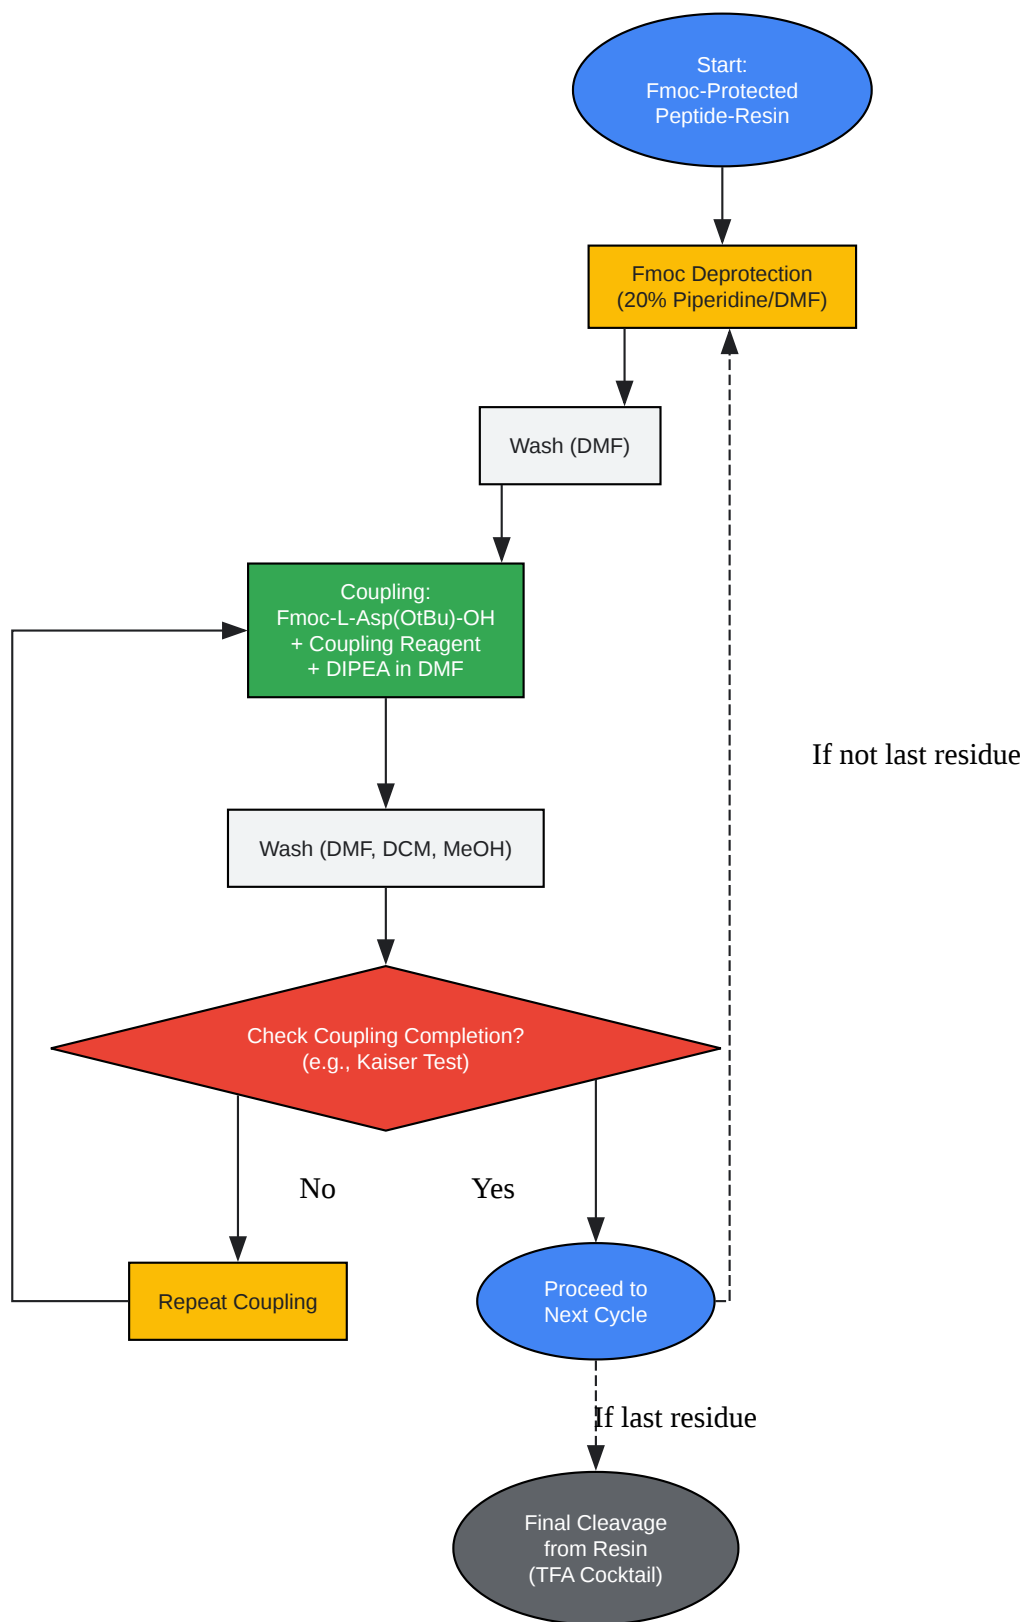 Start:
Fmoc-Protected
Peptide-Resin
Fmoc Deprotection
(20% Piperidine/DMF)
Wash (DMF)
Coupling:
Fmoc-L-Asp(OtBu)-OH
+ Coupling Reagent
+ DIPEA in DMF
If not last residue
Wash (DMF, DCM, MeOH)
Check Coupling Completion?
(e.g., Kaiser Test)
No
Yes
Repeat Coupling
Proceed to
Next Cycle
If last residue
Final Cleavage
from Resin
(TFA Cocktail)